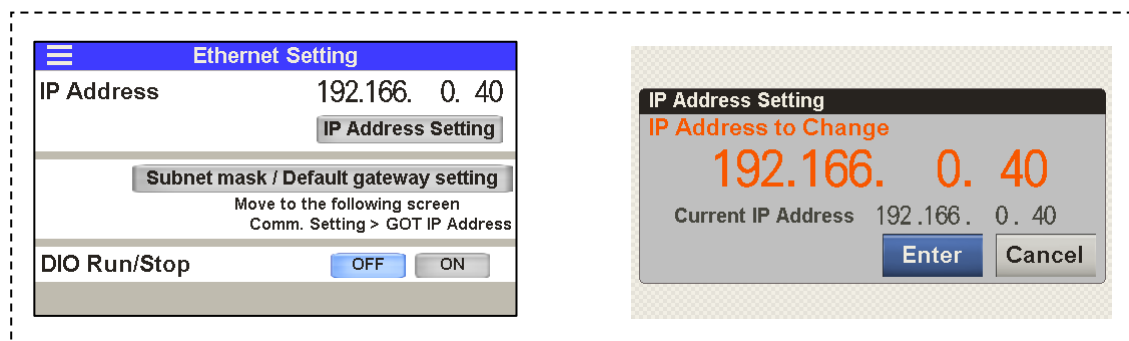 Ethernet Setting
IP Address 192.166. 0. 40
IP Address Setting
Subnet mask / Default gateway setting
Move to the following screen
Comm. Setting > GOT IP Address
DIO Run/Stop OFF ON
IP Address Setting
IP Address to Change
192.166. 0. 40
Current IP Address 192.166. 0. 40
Enter Cancel